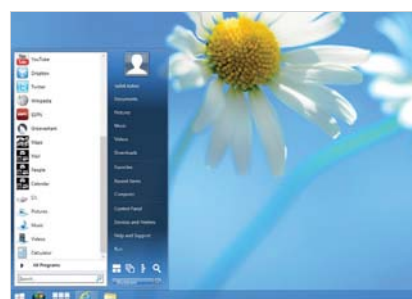 YouTube
Dropbox
Twitter
Wikipedia
ESPN
Maps
Mail
People
Calendar
C:\
Pictures
Music
Videos
Calculator
All Programs
Search
Documents
Pictures
Music
Videos
Downloads
Favorites
Recent Items
Computer
Control Panel
Devices and Printers
Help and Support
Run